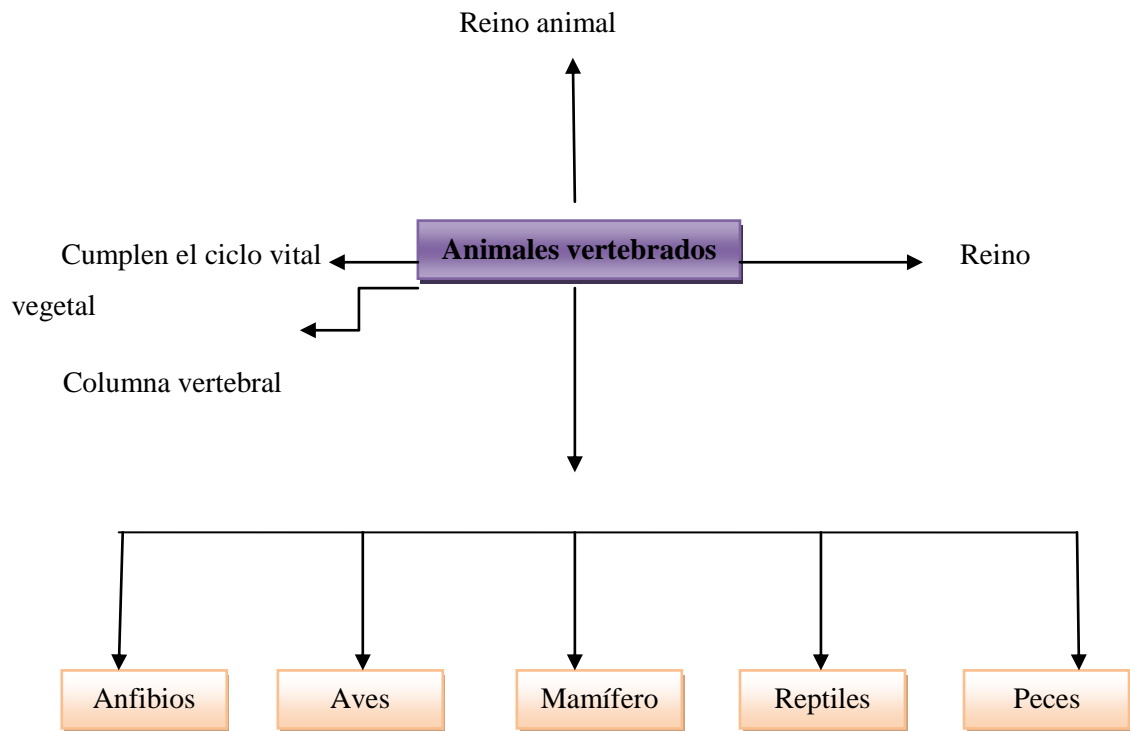 Reino animal
Cumplen el ciclo vital Animales vertebrados Reino
vegetal
Columna vertebral
Anfibios Aves Mamífero Reptiles Peces